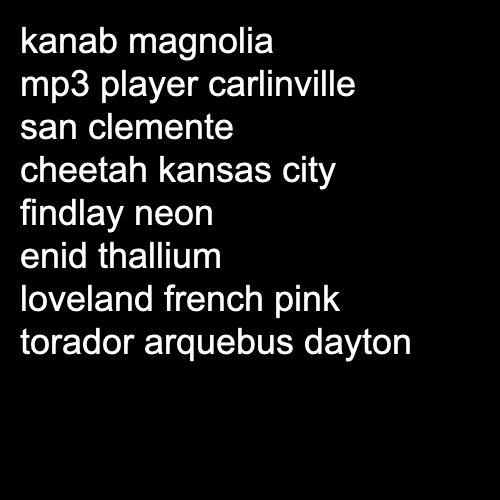 kanab magnolia
mp3 player carlinville
san clemente
cheetah kansas city
findlay neon
enid thallium
loveland french pink
torador arquebus dayton